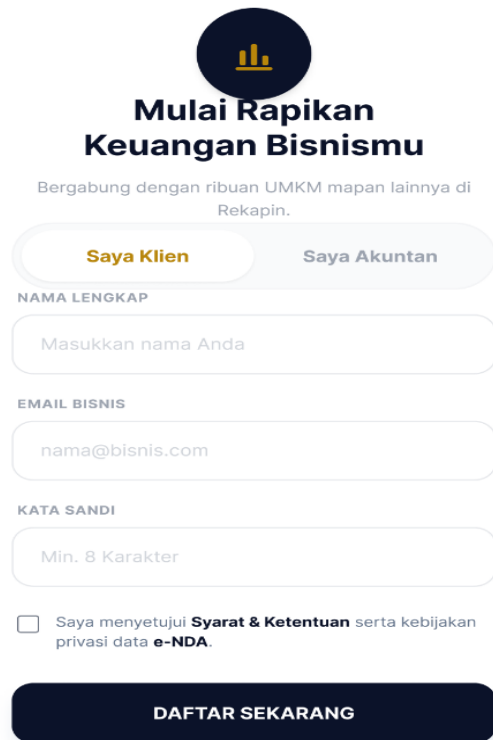 Mulai Rapikan
Keuangan Bisnismu
Bergabung dengan ribuan UMKM mapan lainnya di
Rekapin.
Saya Klien
Saya Akuntan
NAMA LENGKAP
Masukkan nama Anda
EMAIL BISNIS
nama@bisnis.com
KATA SANDI
Min. 8 Karakter
Saya menyetujui Syarat & Ketentuan serta kebijakan
privasi data e-NDA.
DAFTAR SEKARANG